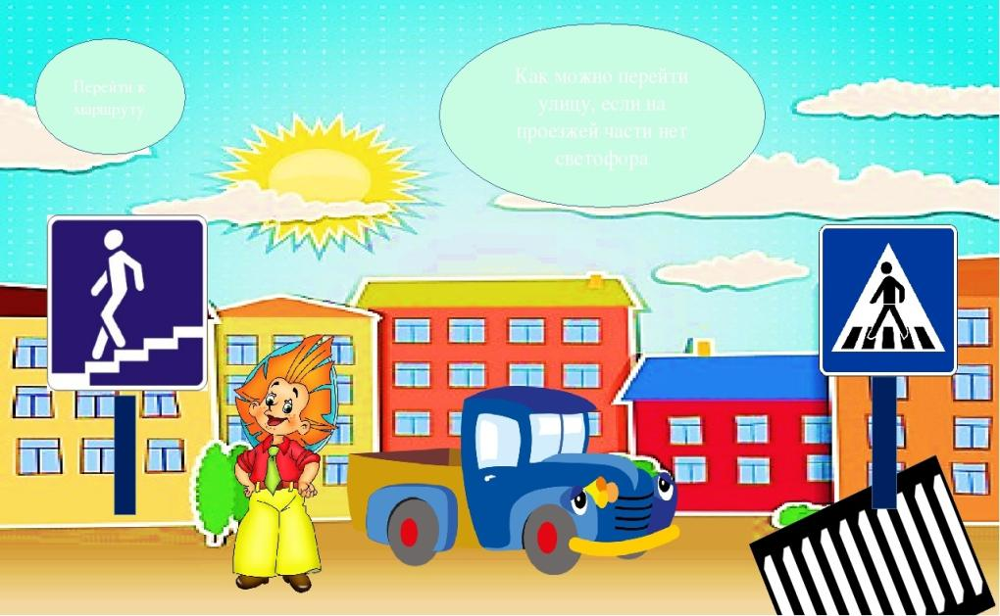 Перейти к
маршруту
Как можно перейти
улицу, если на
проезжей части нет
светофора